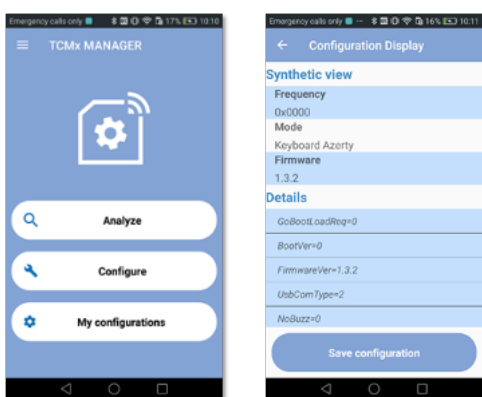 Emergency calls only 17% 10:10
TCMx MANAGER
Analyze
Configure
My configurations
Emergency calls only ··· 16% 10:11
Configuration Display
Synthetic view
Frequency
0x0000
Mode
Keyboard Azerty
Firmware
1.3.2
Details
GoBootLoadReq=0
BootVer=0
FirmwareVer=1.3.2
UsbComType=2
NoBuzz=0
Save configuration